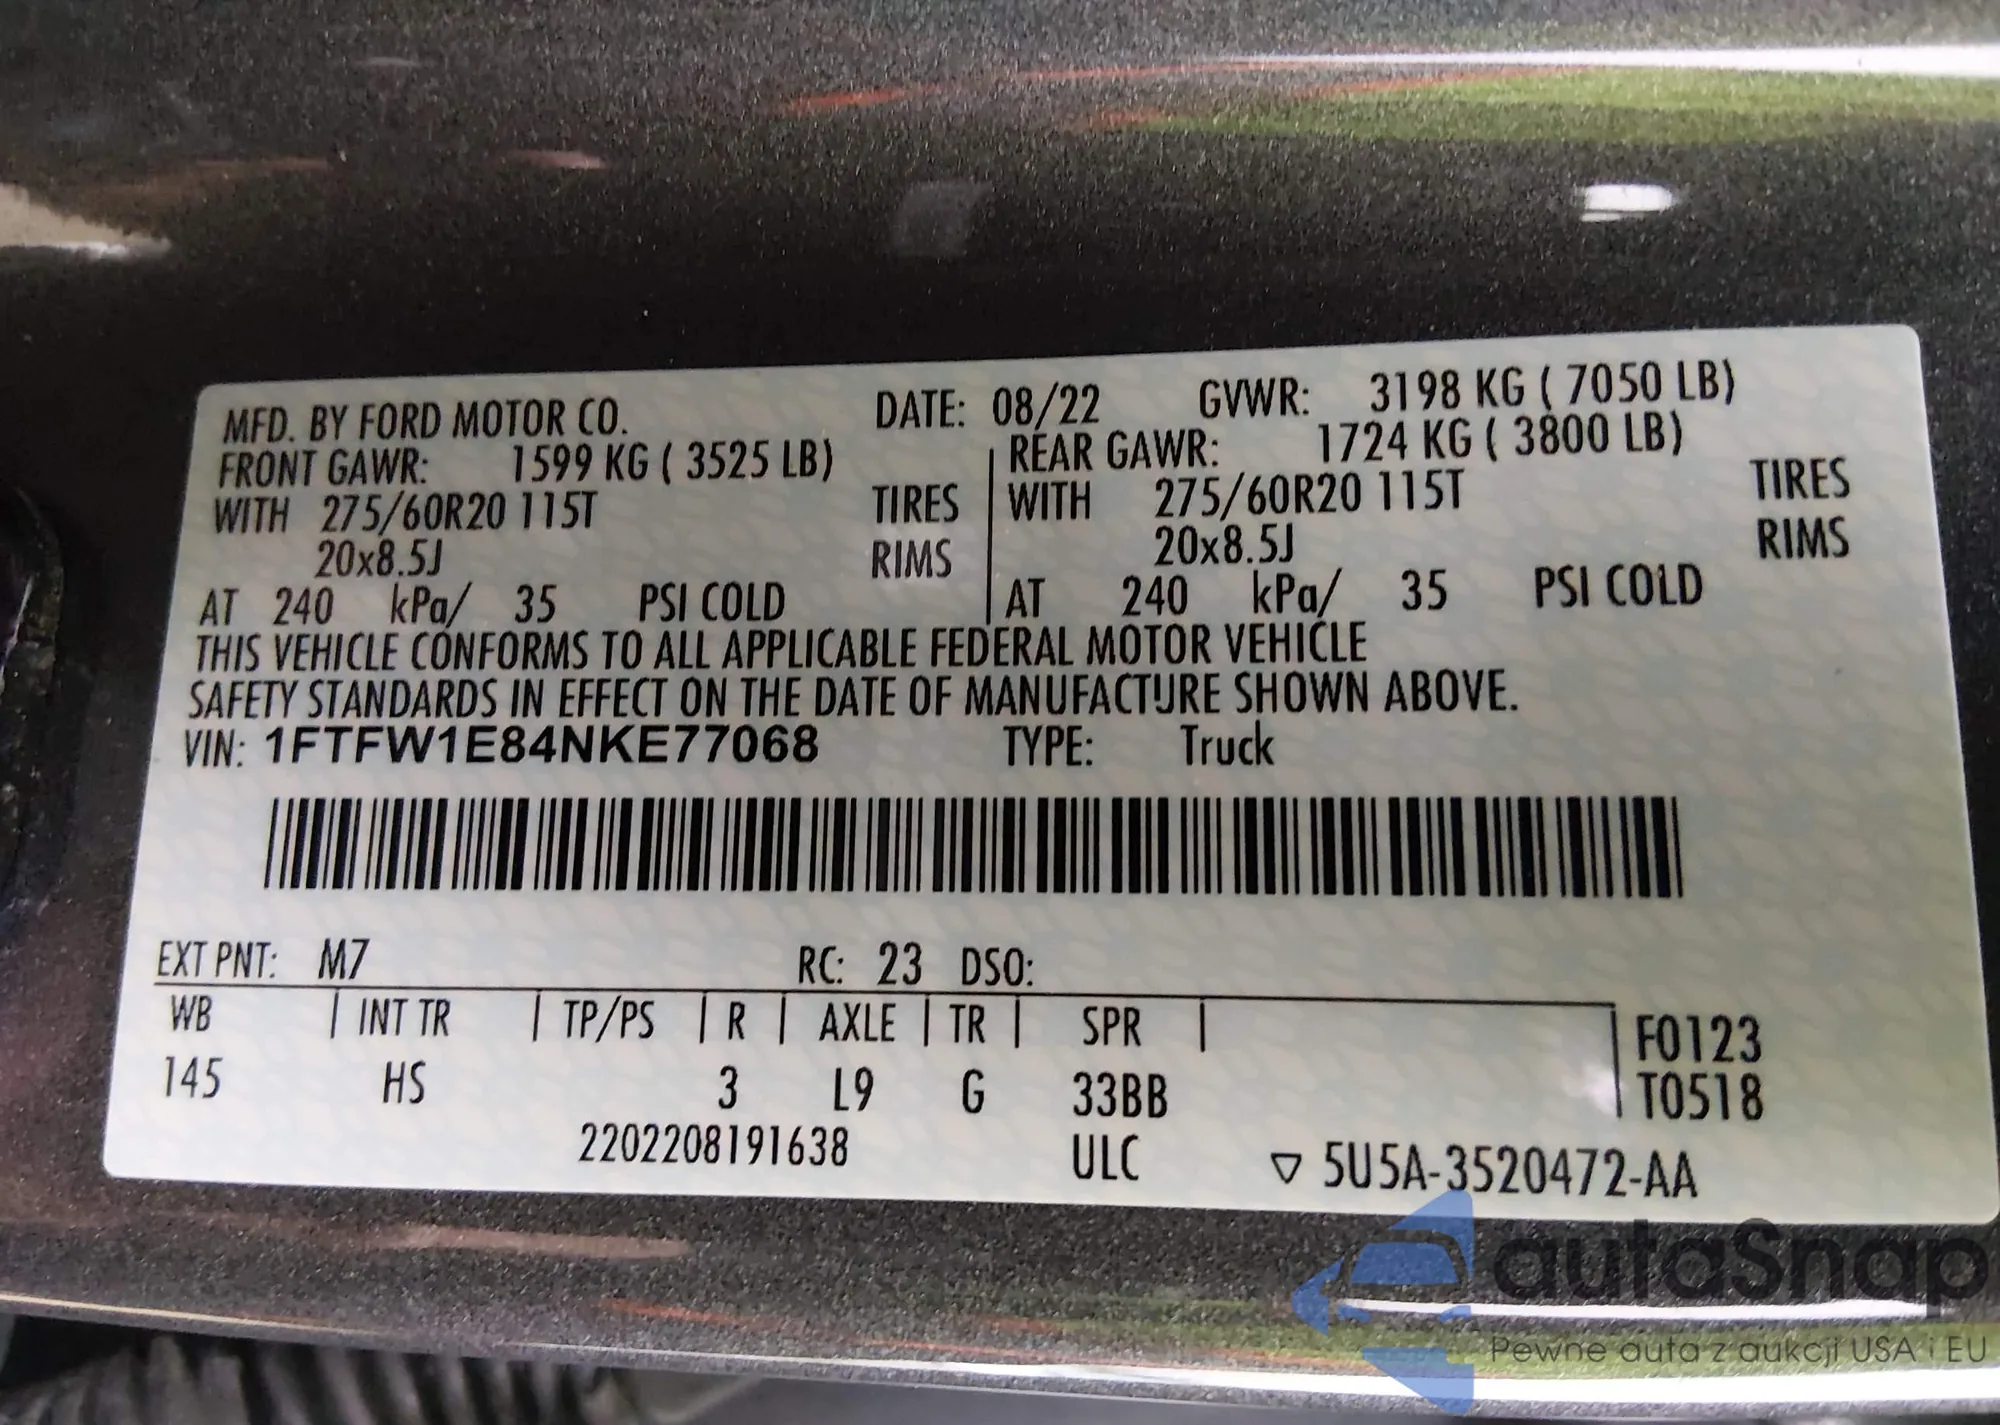 MFD. BY FORD MOTOR CO. DATE: 08/22 GVWR: 3198 KG ( 7050 LB)
FRONT GAWR: 1599 KG ( 3525 LB) REAR GAWR: 1724 KG ( 3800 LB)
WITH 275/60R20 115T TIRES WITH 275/60R20 115T TIRES
20x8.5J RIMS 20x8.5J RIMS
AT 240 kPa/ 35 PSI COLD AT 240 kPa/ 35 PSI COLD
THIS VEHICLE CONFORMS TO ALL APPLICABLE FEDERAL MOTOR VEHICLE
SAFETY STANDARDS IN EFFECT ON THE DATE OF MANUFACTURE SHOWN ABOVE.
VIN: 1FTFW1E84NKE77068 TYPE: Truck
EXT PNT: M7 RC: 23 DSO:
WB INT TR TP/PS R AXLE TR SPR F0123
145 HS 3 L9 G 33BB T0518
2202208191638 ULC ▽ 5U5A-3520472-AA
autaSnap
Pewne auta z aukcji USA i EU